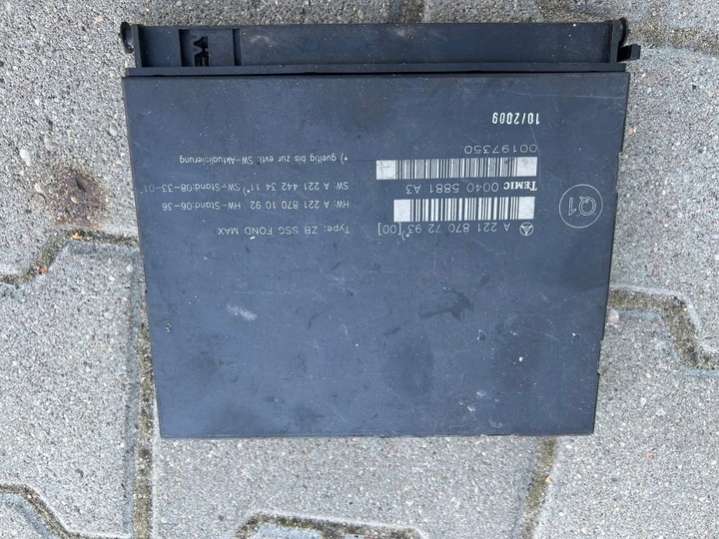 Type: ZB SSG FOND MAX
A 221 870 72 93 [00]
HW: A 221 870 10 92, HW-Stand:06-36
TEMIC 0040 5881 A3
SW: A 221 442 34 11*) SW-Stand:08-33-01*)
*) gueltig bis zur evtl. SW-Aktualisierung
00197350
10/2009
Q1